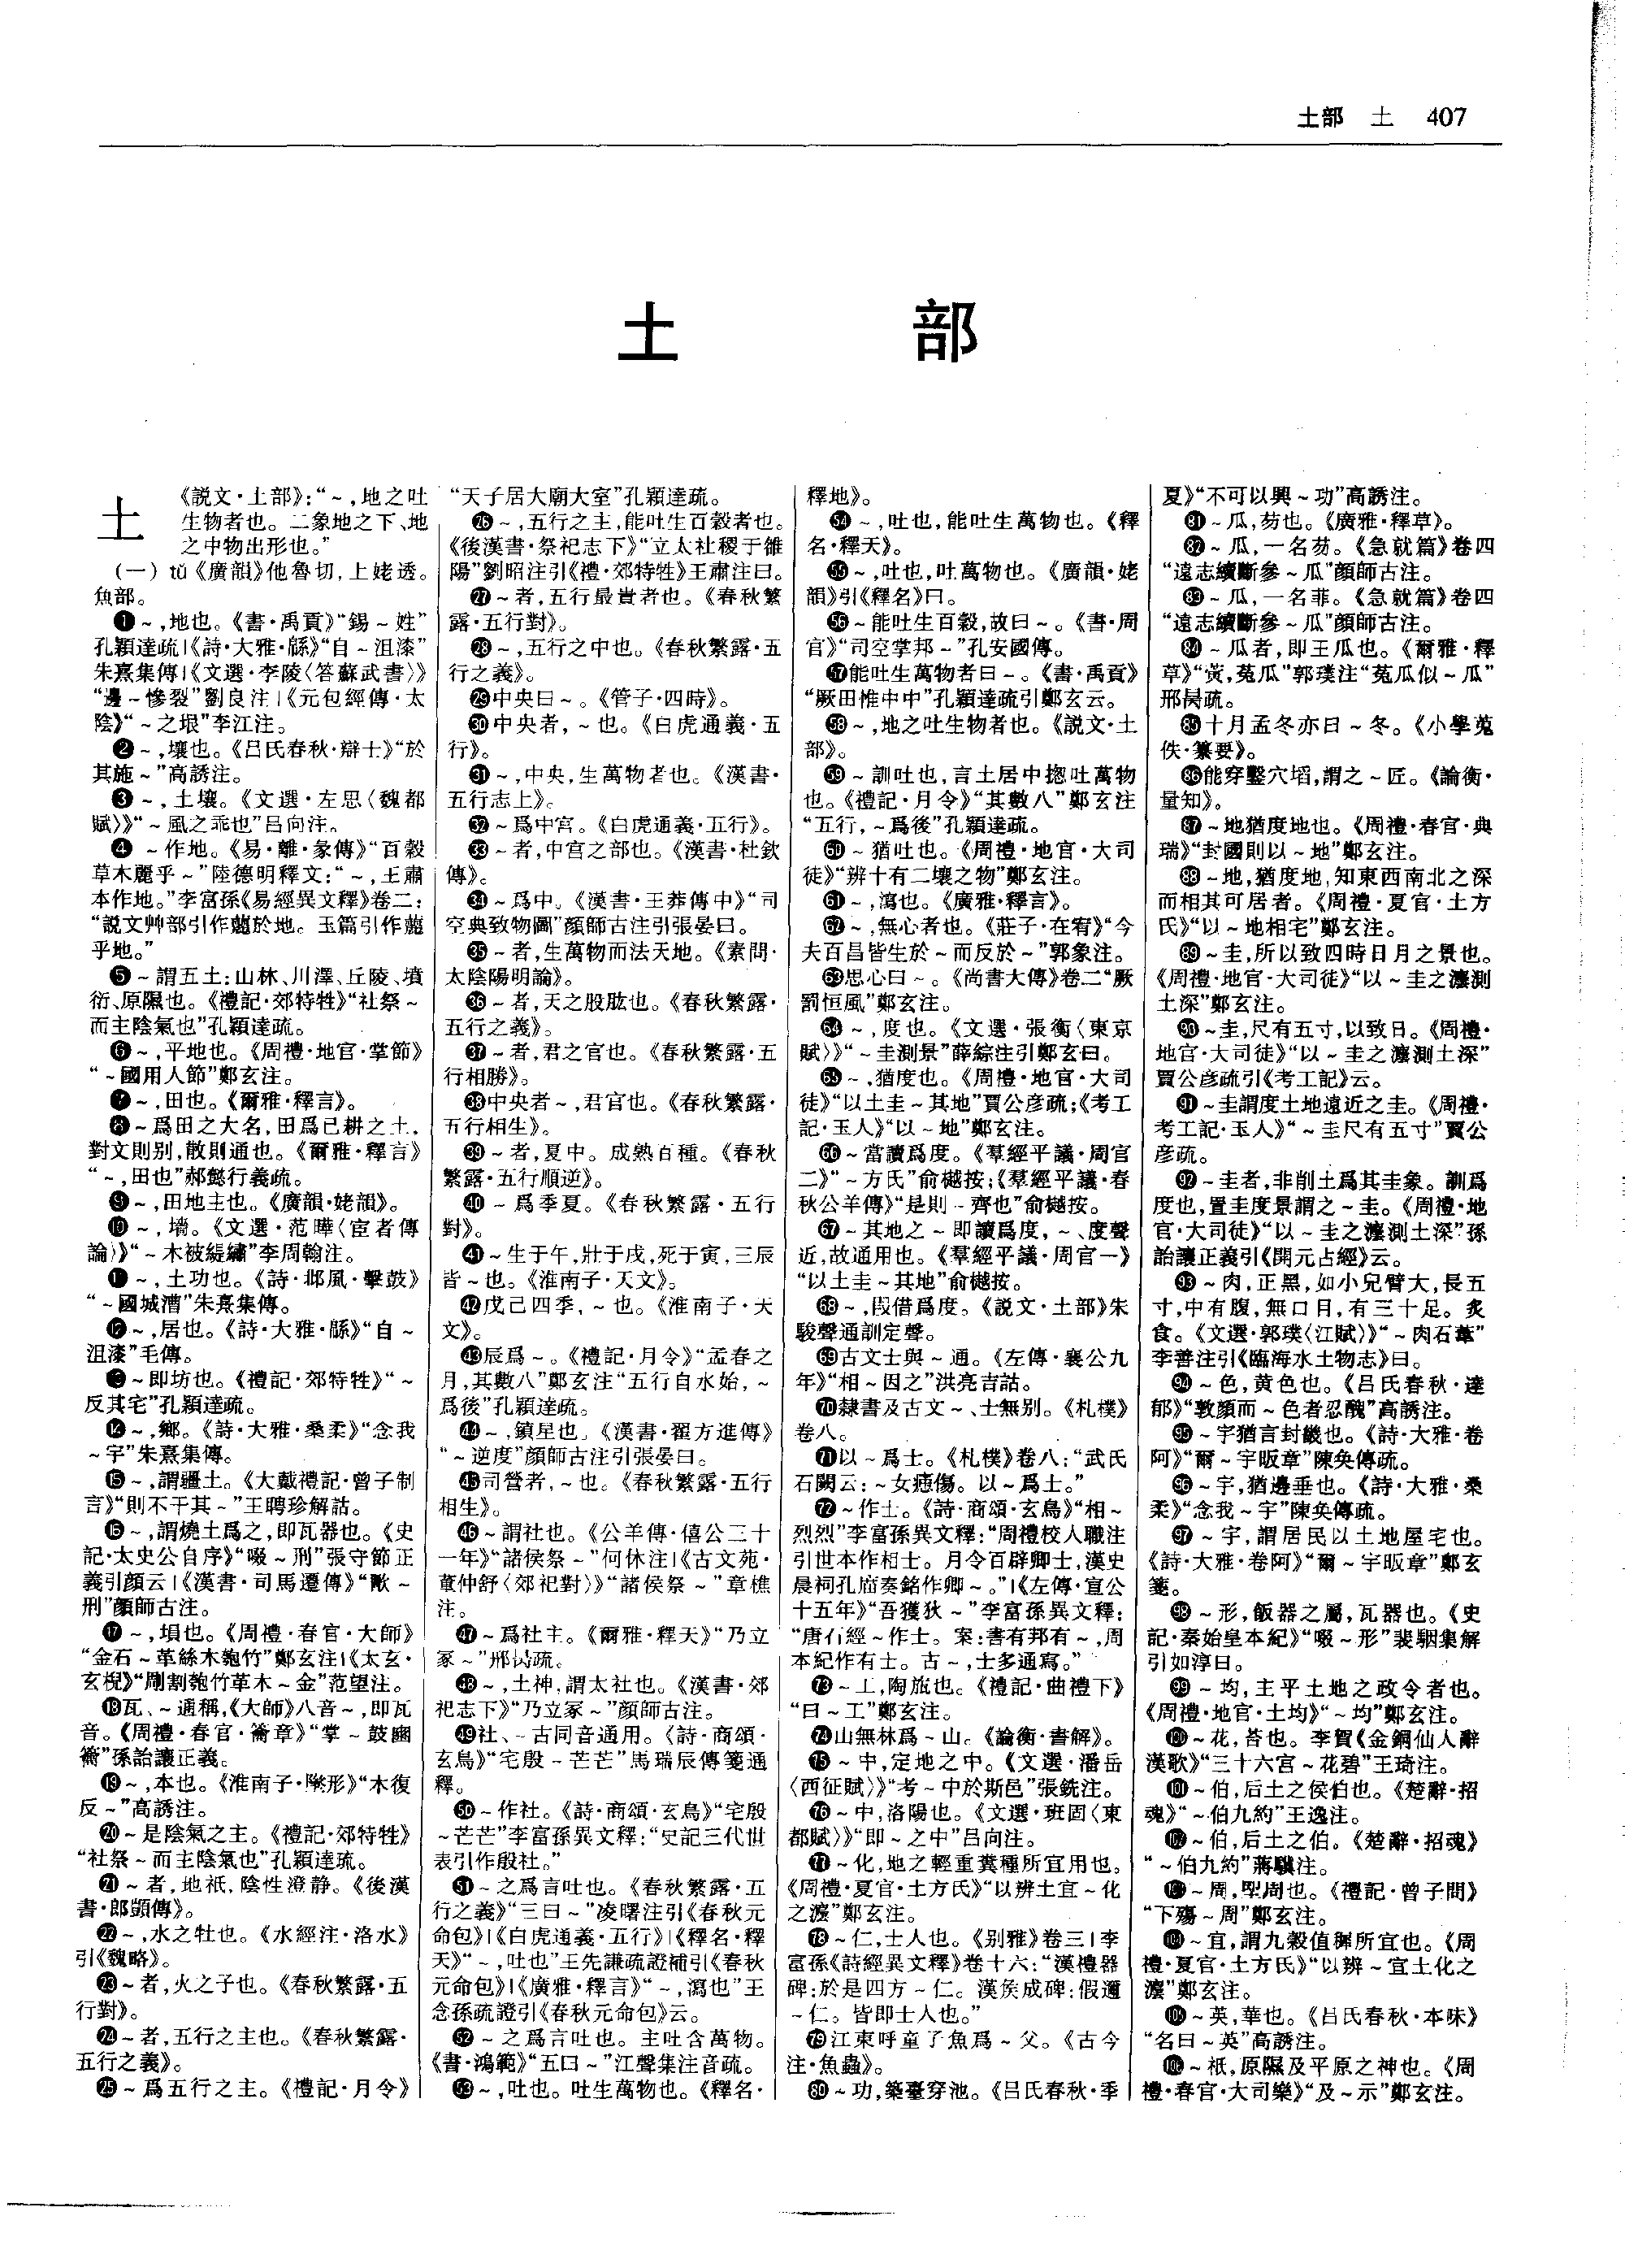 土部　土　407
土　部
土
《説文·土部》：“～，地之吐
生物者也。二象地之下、地
之中物出形也。”
（一）tǔ《廣韻》他魯切，上姥透。
魚部。
❶～，地也。《書·禹貢》“錫～姓”
孔穎達疏|《詩·大雅·緜》“自～沮漆”
朱熹集傳|《文選·李陵〈答蘇武書〉》
“邊～慘裂”劉良注|《元包經傳·太
陰》“～之垠”李江注。
❷～，壤也。《吕氏春秋·辯土》“於
其施～”高誘注。
❸～，土壤。《文選·左思〈魏都
賦〉》“～風之乖也”吕向注。
❹～作地。《易·離·彖傳》“百穀
草木麗乎～”陸德明釋文：“～，王肅
本作地。”李富孫《易經異文釋》卷二：
“説文艸部引作麗於地。玉篇引作麗
乎地。”
❺～謂五土：山林、川澤、丘陵、墳
衍、原隰也。《禮記·郊特牲》“社祭～
而主陰氣也”孔穎達疏。
❻～，平地也。《周禮·地官·掌節》
“～國用人節”鄭玄注。
❼～，田也。《爾雅·釋言》。
❽～爲田之大名，田爲已耕之土，
對文則别，散則通也。《爾雅·釋言》
“～，田也”郝懿行義疏。
❾～，田地主也。《廣韻·姥韻》。
❿～，墻。《文選·范曄〈宦者傳
論〉》“～木被緹繡”李周翰注。
⓫～，土功也。《詩·邶風·擊鼓》
“～國城漕”朱熹集傳。
⓬～，居也。《詩·大雅·緜》“自～
沮漆”毛傳。
⓭～即坊也。《禮記·郊特牲》“～
反其宅”孔穎達疏。
⓮～，鄉。《詩·大雅·桑柔》“念我
～宇”朱熹集傳。
⓯～，謂疆土。《大戴禮記·曾子制
言》“則不干其～”王聘珍解詁。
⓰～，謂燒土爲之，即瓦器也。《史
記·太史公自序》“啜～刑”張守節正
義引顔云|《漢書·司馬遷傳》“歠～
刑”顔師古注。
⓱～，塤也。《周禮·春官·大師》
“金石～革絲木匏竹”鄭玄注|《太玄·
玄棿》“剛割匏竹革木～金”范望注。
⓲瓦、～通稱，《大師》八音～，即瓦
音。《周禮·春官·籥章》“掌～鼓豳
籥”孫詒讓正義。
⓳～，本也。《淮南子·墬形》“木復
反～”高誘注。
⓴～是陰氣之主。《禮記·郊特牲》
“社祭～而主陰氣也”孔穎達疏。
㉑～者，地祇，陰性澄静。《後漢
書·郎顗傳》。
㉒～，水之牡也。《水經注·洛水》
引《魏略》。
㉓～者，火之子也。《春秋繁露·五
行對》。
㉔～者，五行之主也。《春秋繁露·
五行之義》。
㉕～爲五行之主。《禮記·月令》
“天子居大廟大室”孔穎達疏。
㉖～，五行之主，能吐生百穀者也。
《後漢書·祭祀志下》“立太社稷于雒
陽”劉昭注引《禮·郊特牲》王肅注曰。
㉗～者，五行最貴者也。《春秋繁
露·五行對》。
㉘～，五行之中也。《春秋繁露·五
行之義》。
㉙中央曰～。《管子·四時》。
㉚中央者，～也。《白虎通義·五
行》。
㉛～，中央，生萬物者也。《漢書·
五行志上》。
㉜～爲中宫。《白虎通義·五行》。
㉝～者，中宫之部也。《漢書·杜欽
傳》。
㉞～爲中。《漢書·王莽傳中》“司
空典致物圖”顔師古注引張晏曰。
㉟～者，生萬物而法天地。《素問·
太陰陽明論》。
㊱～者，天之股肱也。《春秋繁露·
五行之義》。
㊲～者，君之官也。《春秋繁露·五
行相勝》。
㊳中央者～，君官也。《春秋繁露·
五行相生》。
㊴～者，夏中。成熟百種。《春秋
繁露·五行順逆》。
㊵～爲季夏。《春秋繁露·五行
對》。
㊶～生于午，壯于戌，死于寅，三辰
皆～也。《淮南子·天文》。
㊷戊己四季，～也。《淮南子·天
文》。
㊸辰爲～。《禮記·月令》“孟春之
月，其數八”鄭玄注“五行自水始，～
爲後”孔穎達疏。
㊹～，鎮星也。《漢書·翟方進傳》
“～逆度”顔師古注引張晏曰。
㊺司營者，～也。《春秋繁露·五行
相生》。
㊻～謂社也。《公羊傳·僖公三十
一年》“諸侯祭～”何休注|《古文苑·
董仲舒〈郊祀對〉》“諸侯祭～”章樵
注。
㊼～爲社主。《爾雅·釋天》“乃立
冢～”邢昺疏。
㊽～，土神，謂太社也。《漢書·郊
祀志下》“乃立冢～”顔師古注。
㊾社、～古同音通用。《詩·商頌·
玄鳥》“宅殷～芒芒”馬瑞辰傳箋通
釋。
㊿～作社。《詩·商頌·玄鳥》“宅殷
～芒芒”李富孫異文釋：“史記三代世
表引作殷社。”
51～之爲言吐也。《春秋繁露·五
行之義》“三曰～”凌曙注引《春秋元
命包》|《白虎通義·五行》|《釋名·釋
天》“～，吐也”王先謙疏證補引《春秋
元命包》|《廣雅·釋言》“～，瀉也”王
念孫疏證引《春秋元命包》云。
52～之爲言吐也。主吐含萬物。
《書·鴻範》“五曰～”江聲集注音疏。
53～，吐也。吐生萬物也。《釋名·
釋地》。
54～，吐也，能吐生萬物也。《釋
名·釋天》。
55～，吐也，吐萬物也。《廣韻·姥
韻》引《釋名》曰。
56～能吐生百穀，故曰～。《書·周
官》“司空掌邦～”孔安國傳。
57能吐生萬物者曰～。《書·禹貢》
“厥田惟中中”孔穎達疏引鄭玄云。
58～，地之吐生物者也。《説文·土
部》。
59～訓吐也，言土居中揔吐萬物
也。《禮記·月令》“其數八”鄭玄注
“五行，～爲後”孔穎達疏。
60～猶吐也。《周禮·地官·大司
徒》“辨十有二壤之物”鄭玄注。
61～，瀉也。《廣雅·釋言》。
62～，無心者也。《莊子·在宥》“今
夫百昌皆生於～而反於～”郭象注。
63思心曰～。《尚書大傳》卷二“厥
罰恒風”鄭玄注。
64～，度也。《文選·張衡〈東京
賦〉》“～圭測景”薛綜注引鄭玄曰。
65～，猶度也。《周禮·地官·大司
徒》“以土圭～其地”賈公彦疏；《考工
記·玉人》“以～地”鄭玄注。
66～當讀爲度。《羣經平議·周官
二》“～方氏”俞樾按；《羣經平議·春
秋公羊傳》“是則～齊也”俞樾按。
67～其地之～即讀爲度，～、度聲
近，故通用也。《羣經平議·周官一》
“以土圭～其地”俞樾按。
68～，叚借爲度。《説文·土部》朱
駿聲通訓定聲。
69古文士與～通。《左傳·襄公九
年》“相～因之”洪亮吉詁。
70隸書及古文～、士無别。《札樸》
卷八。
71以～爲士。《札樸》卷八：“武氏
石闕云：～女痋傷。以～爲士。”
72～作士。《詩·商頌·玄鳥》“相～
烈烈”李富孫異文釋：“周禮校人職注
引世本作相士。月令百辟卿士，漢史
晨祠孔廟奏銘作卿～。”|《左傳·宣公
十五年》“吾獲狄～”李富孫異文釋：
“唐石經～作士。案：書有邦有～，周
本紀作有士。古～，士多通寫。”
73～工，陶旊也。《禮記·曲禮下》
“曰～工”鄭玄注。
74山無林爲～山。《論衡·書解》。
75～中，定地之中。《文選·潘岳
〈西征賦〉》“考～中於斯邑”張銑注。
76～中，洛陽也。《文選·班固〈東
都賦〉》“即～之中”吕向注。
77～化，地之輕重糞種所宜用也。
《周禮·夏官·土方氏》“以辨土宜～化
之灋”鄭玄注。
78～仁，士人也。《别雅》卷三|李
富孫《詩經異文釋》卷十六：“漢禮器
碑：於是四方～仁。漢矦成碑：假邇
～仁。皆即士人也。”
79江東呼童子魚爲～父。《古今
注·魚蟲》。
80～功，築臺穿池。《吕氏春秋·季
夏》“不可以興～功”高誘注。
81～瓜，芴也。《廣雅·釋草》。
82～瓜，一名芴。《急就篇》卷四
“遠志續斷參～瓜”顔師古注。
83～瓜，一名菲。《急就篇》卷四
“遠志續斷參～瓜”顔師古注。
84～瓜者，即王瓜也。《爾雅·釋
草》“黄，菟瓜”郭璞注“菟瓜似～瓜”
邢昺疏。
85十月孟冬亦曰～冬。《小學蒐
佚·纂要》。
86能穿鑿穴埳，謂之～匠。《論衡·
量知》。
87～地猶度地也。《周禮·春官·典
瑞》“封國則以～地”鄭玄注。
88～地，猶度地，知東西南北之深
而相其可居者。《周禮·夏官·土方
氏》“以～地相宅”鄭玄注。
89～圭，所以致四時日月之景也。
《周禮·地官·大司徒》“以～圭之灋測
土深”鄭玄注。
90～圭，尺有五寸，以致日。《周禮·
地官·大司徒》“以～圭之灋測土深”
賈公彦疏引《考工記》云。
91～圭謂度土地遠近之圭。《周禮·
考工記·玉人》“～圭尺有五寸”賈公
彦疏。
92～圭者，非削土爲其圭象。訓爲
度也，置圭度景謂之～圭。《周禮·地
官·大司徒》“以～圭之灋測土深”孫
詒讓正義引《開元占經》云。
93～肉，正黑，如小兒臂大，長五
寸，中有腹，無口目，有三十足。炙
食。《文選·郭璞〈江賦〉》“～肉石華”
李善注引《臨海水土物志》曰。
94～色，黄色也。《吕氏春秋·達
郁》“敦顔而～色者忍醜”高誘注。
95～宇猶言封畿也。《詩·大雅·卷
阿》“爾～宇昄章”陳奂傳疏。
96～宇，猶邊垂也。《詩·大雅·桑
柔》“念我～宇”陳奂傳疏。
97～宇，謂居民以土地屋宅也。
《詩·大雅·卷阿》“爾～宇昄章”鄭玄
箋。
98～形，飯器之屬，瓦器也。《史
記·秦始皇本紀》“啜～形”裴駰集解
引如淳曰。
99～均，主平土地之政令者也。
《周禮·地官·土均》“～均”鄭玄注。
100～花，苔也。李賀《金銅仙人辭
漢歌》“三十六宫～花碧”王琦注。
101～伯，后土之侯伯也。《楚辭·招
魂》“～伯九約”王逸注。
102～伯，后土之伯。《楚辭·招魂》
“～伯九約”蔣驥注。
103～周，堲周也。《禮記·曾子問》
“下殤～周”鄭玄注。
104～宜，謂九穀稙穉所宜也。《周
禮·夏官·土方氏》“以辨～宜土化之
灋”鄭玄注。
105～英，華也。《吕氏春秋·本味》
“名曰～英”高誘注。
106～祇，原隰及平原之神也。《周
禮·春官·大司樂》“及～示”鄭玄注。